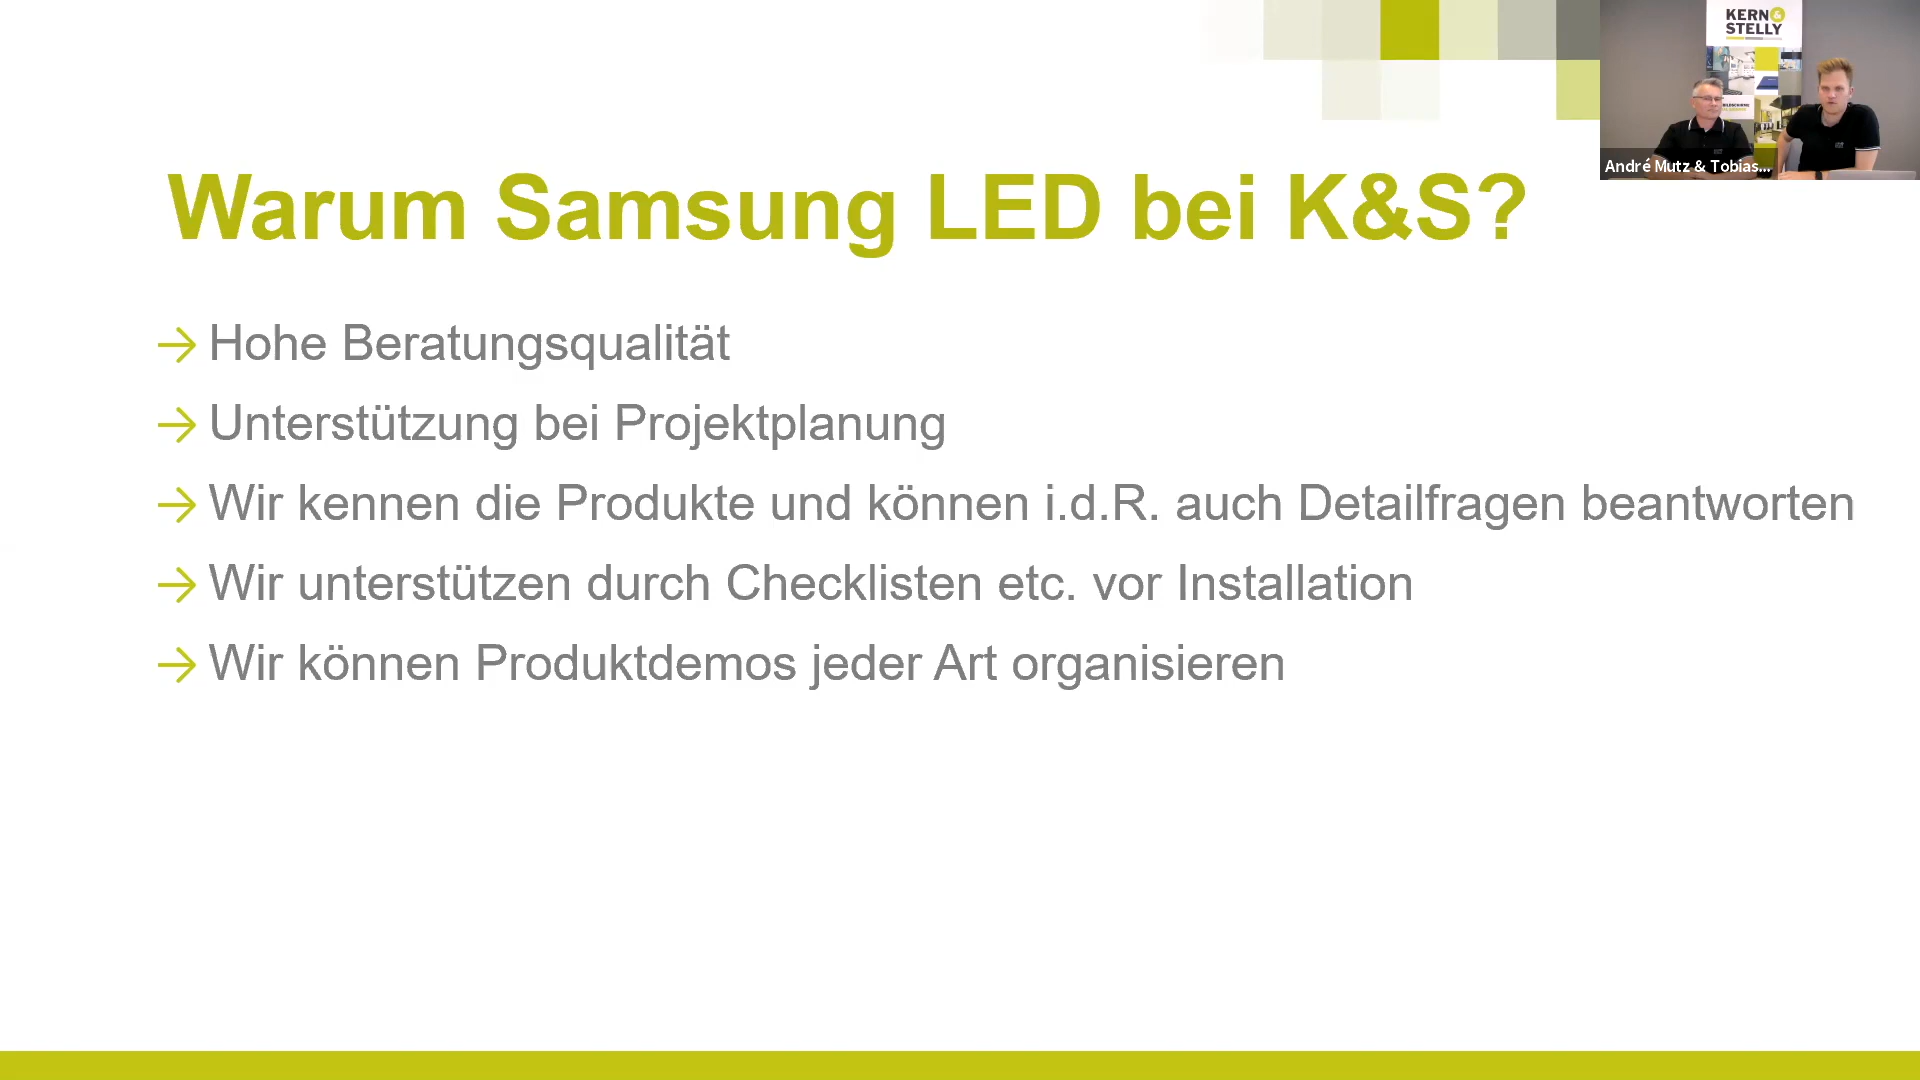 KERN & STELLY
André Mutz & Tobias...
Warum Samsung LED bei K&S?
→ Hohe Beratungsqualität
→ Unterstützung bei Projektplanung
→ Wir kennen die Produkte und können i.d.R. auch Detailfragen beantworten
→ Wir unterstützen durch Checklisten etc. vor Installation
→ Wir können Produktdemos jeder Art organisieren